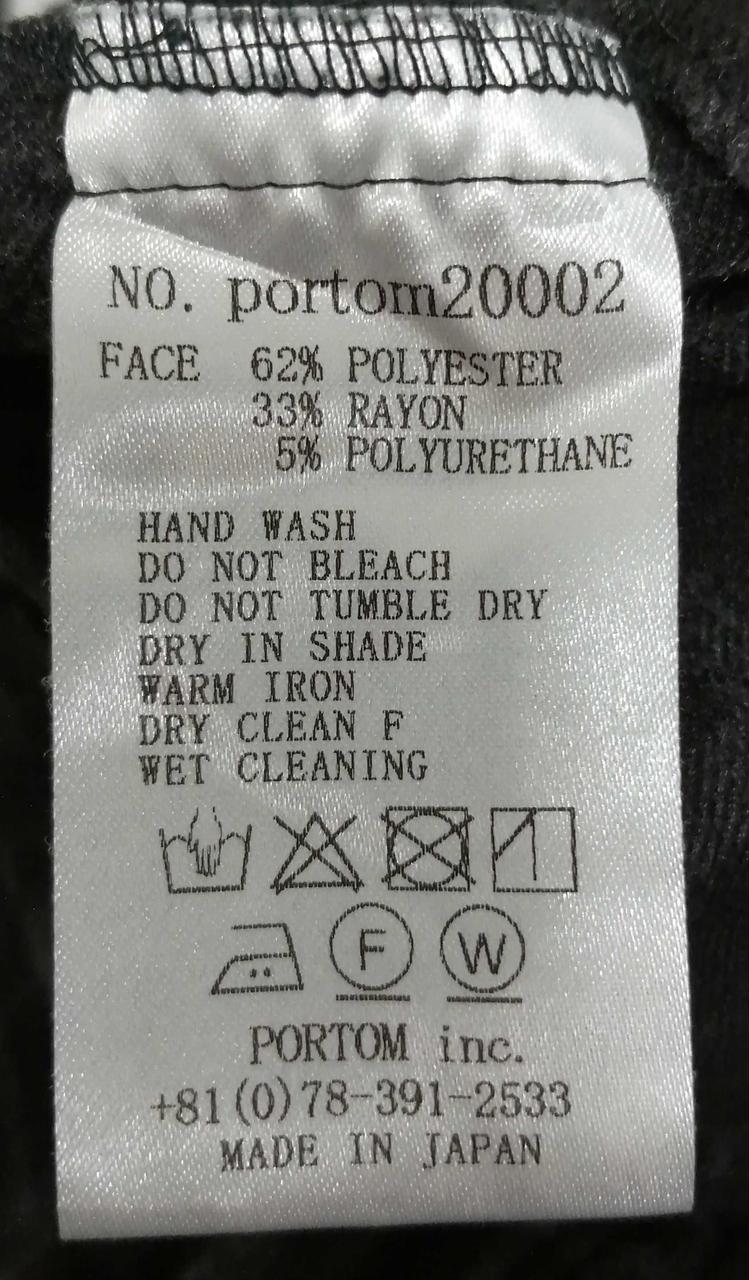 NO. portom20002
FACE 62% POLYESTER
33% RAYON
5% POLYURETHANE
HAND WASH
DO NOT BLEACH
DO NOT TUMBLE DRY
DRY IN SHADE
WARM IRON
DRY CLEAN F
WET CLEANING
F W
PORTOM inc.
+81(0)78-391-2533
MADE IN JAPAN